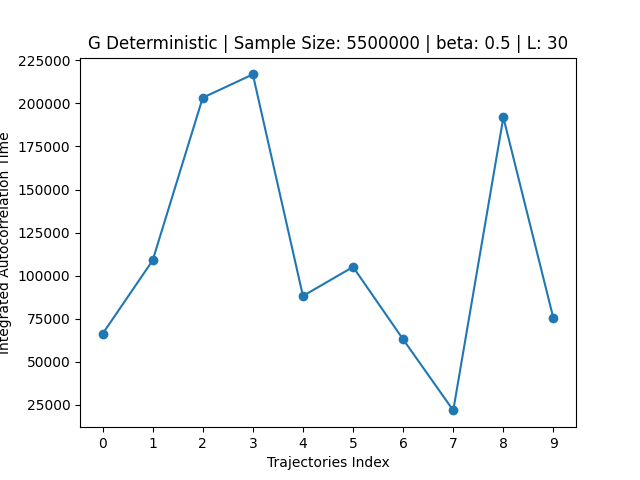 G Deterministic | Sample Size: 5500000 | beta: 0.5 | L: 30
Integrated Autocorrelation Time
225000
200000
175000
150000
125000
100000
75000
50000
25000
0 1 2 3 4 5 6 7 8 9
Trajectories Index